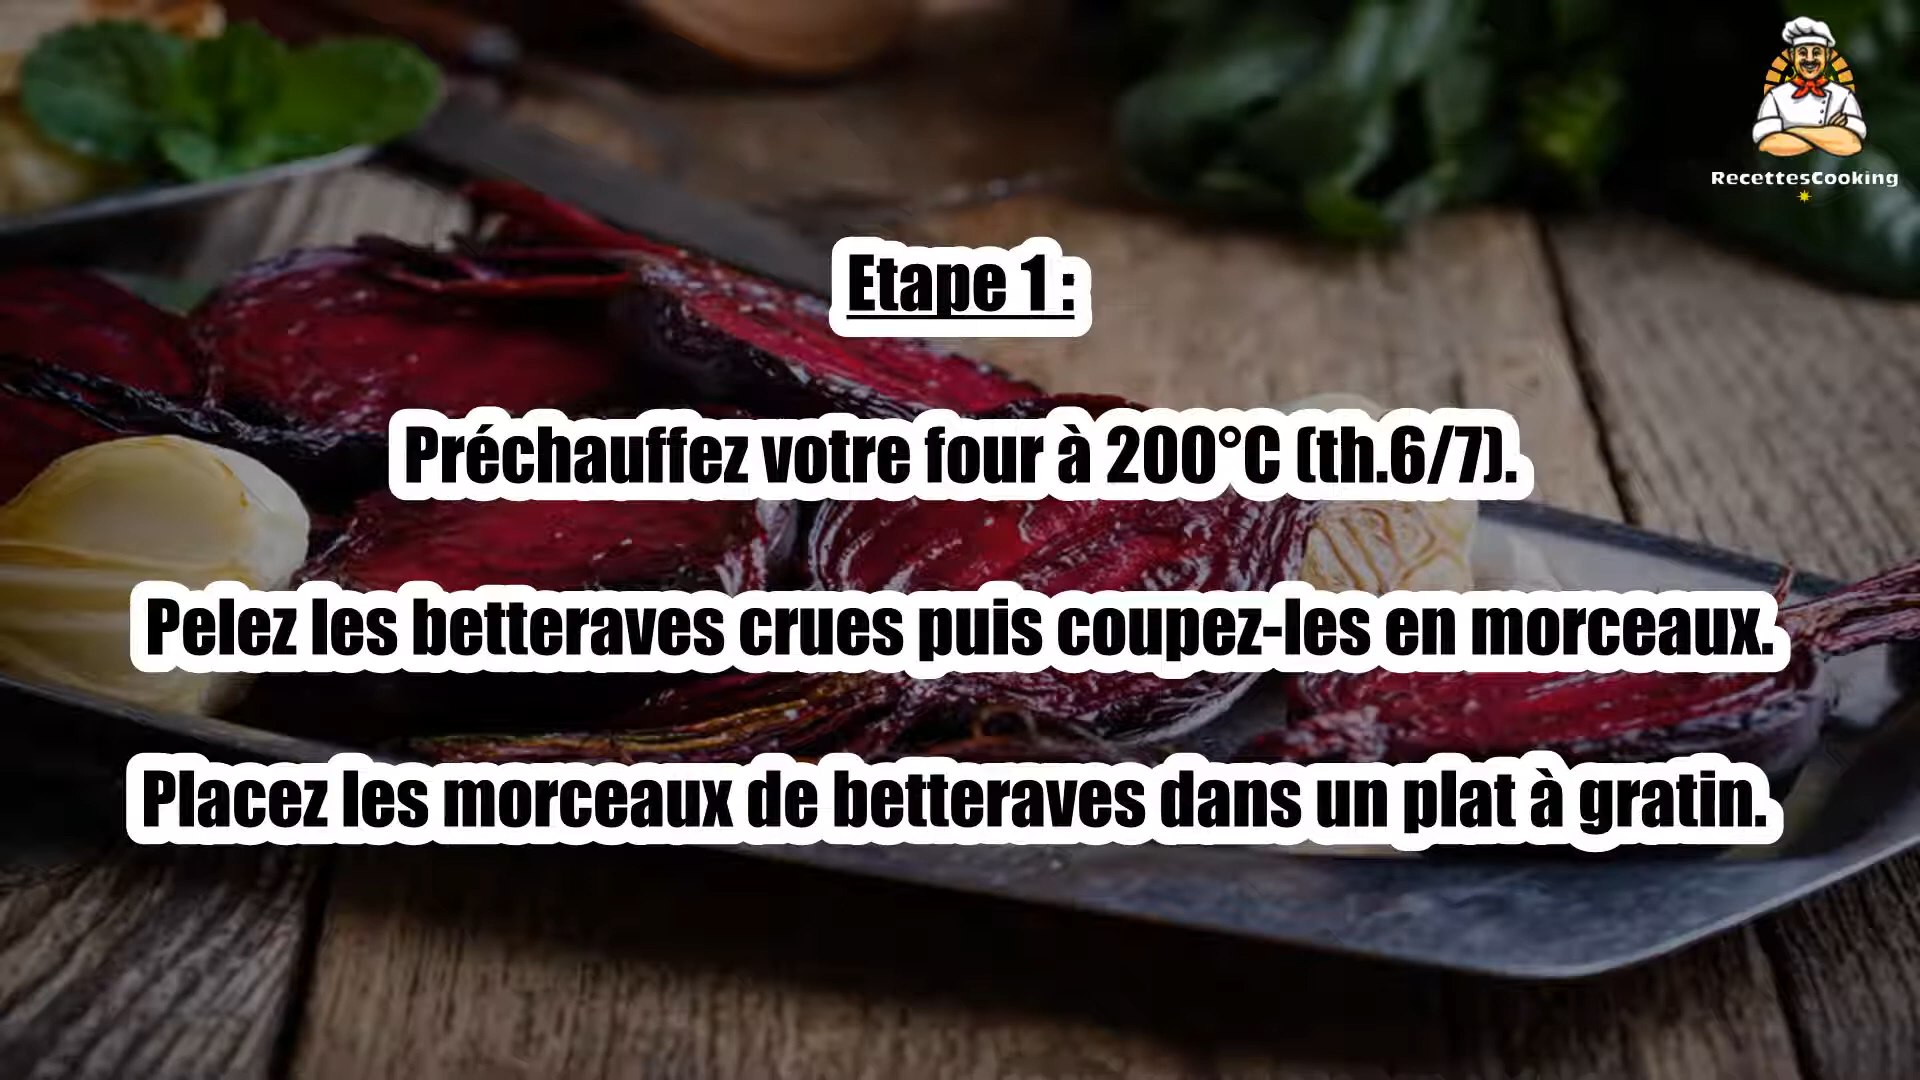 RecettesCooking
Etape 1 :
Préchauffez votre four à 200°C (th.6/7).
Pelez les betteraves crues puis coupez-les en morceaux.
Placez les morceaux de betteraves dans un plat à gratin.